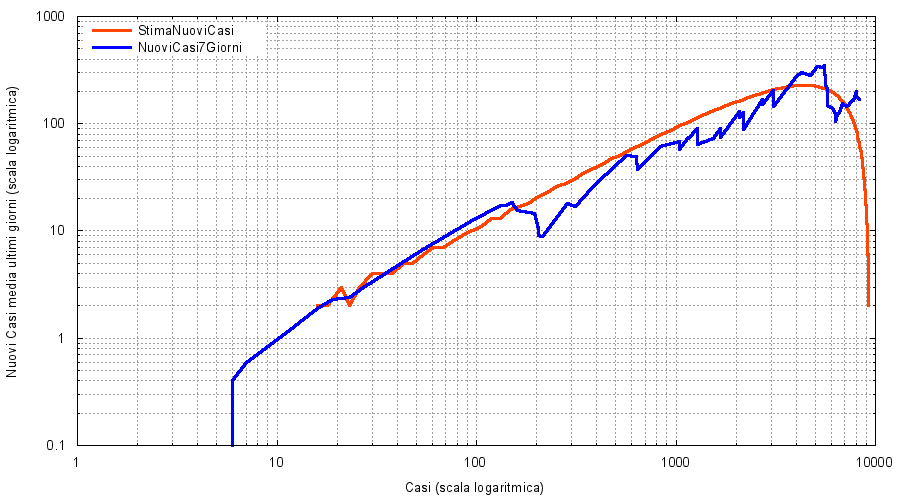 1000
StimaNuoviCasi
NuoviCasi7Giorni
100
10
1
0.1
Nuovi Casi media ultimi giorni (scala logaritmica)
1 10 100 1000 10000
Casi (scala logaritmica)